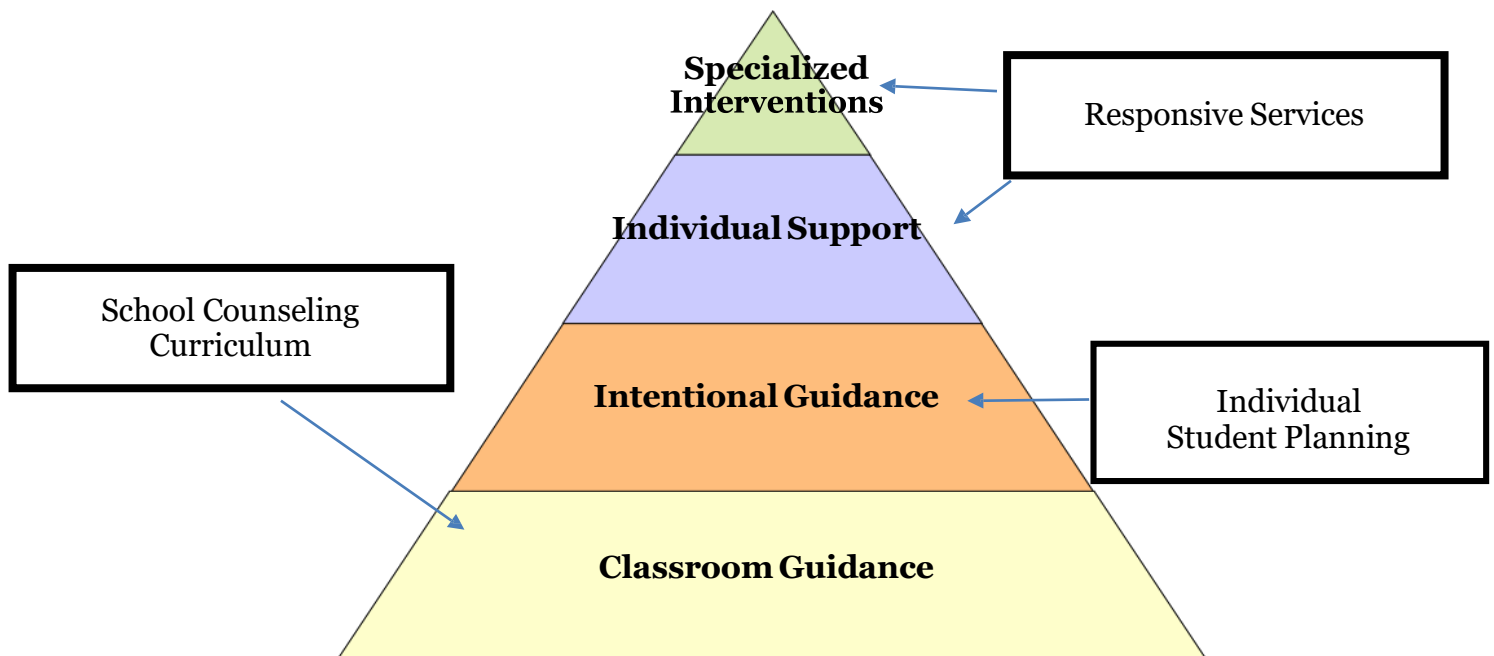 Specialized
Interventions
Responsive Services
Individual Support
School Counseling
Curriculum
Intentional Guidance
Individual
Student Planning
Classroom Guidance